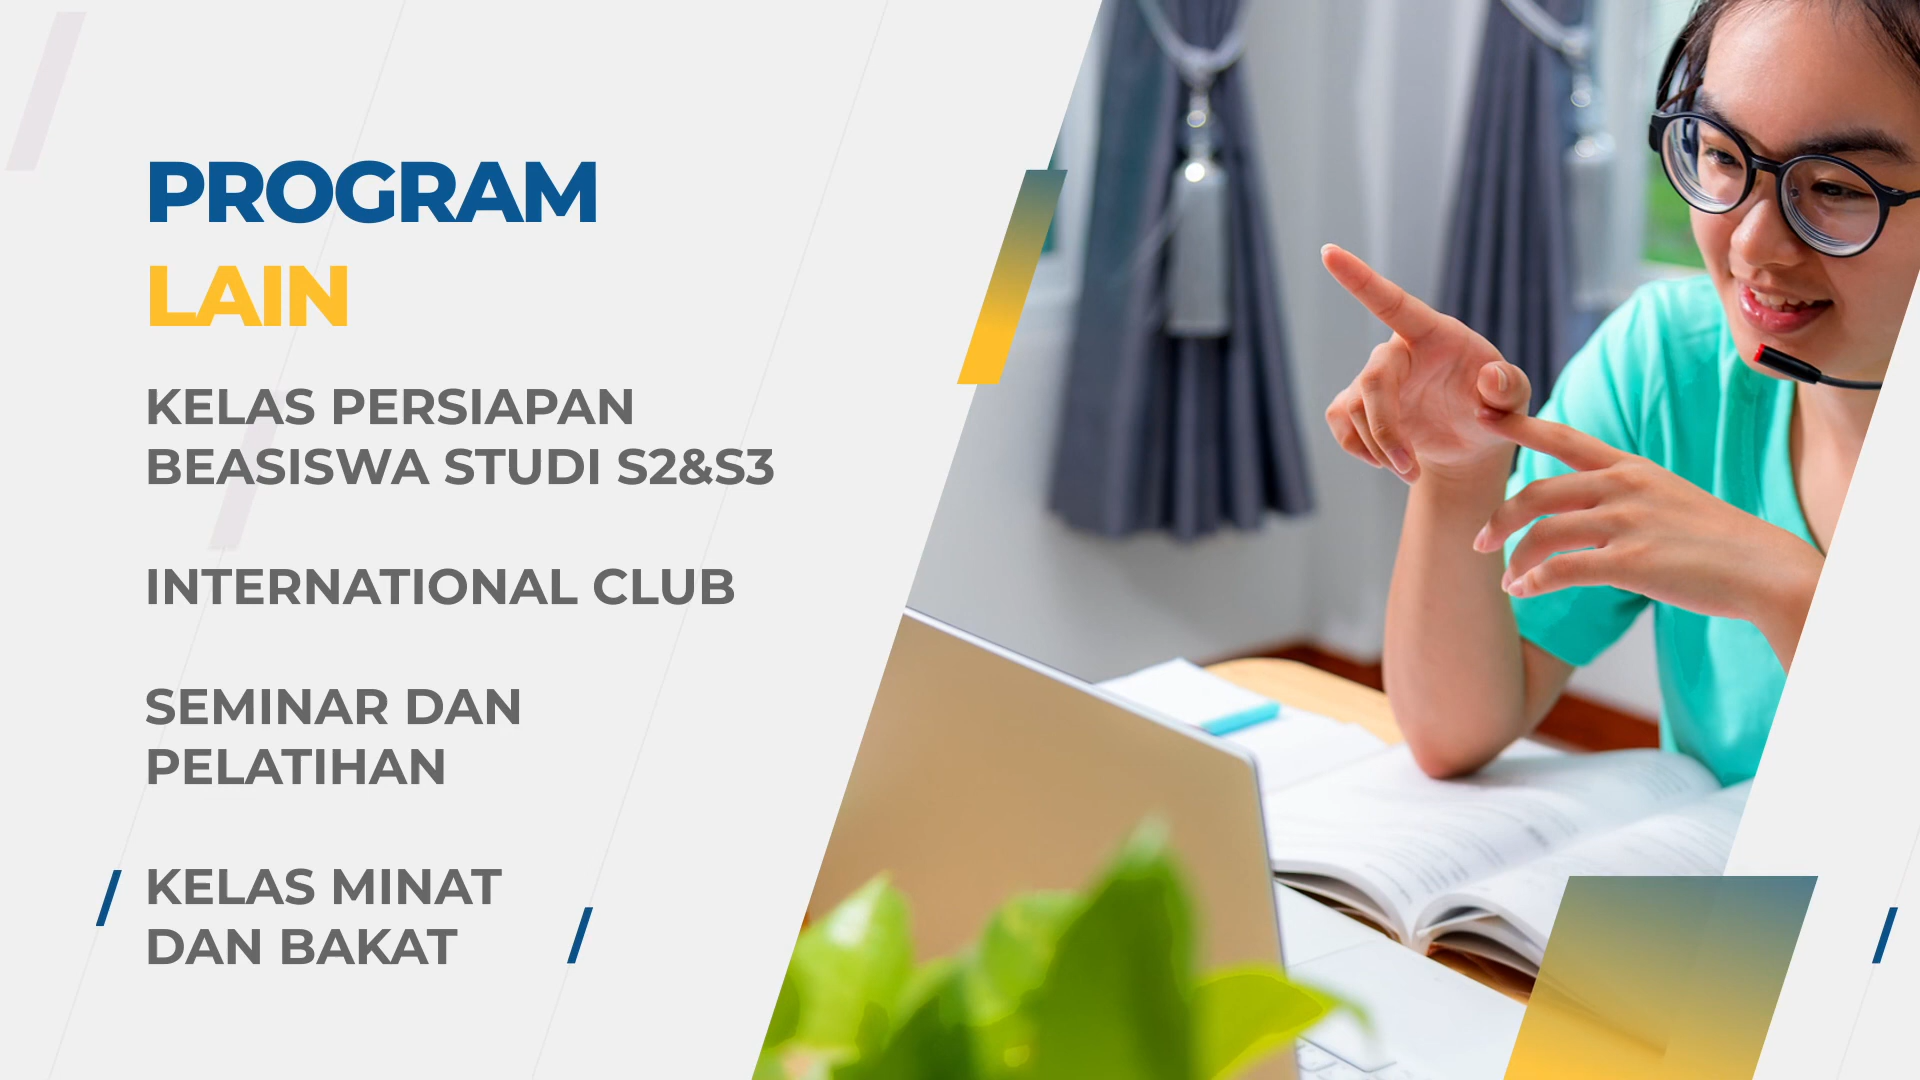 PROGRAM
LAIN
KELAS PERSIAPAN
BEASISWA STUDI S2&S3
INTERNATIONAL CLUB
SEMINAR DAN
PELATIHAN
KELAS MINAT
DAN BAKAT